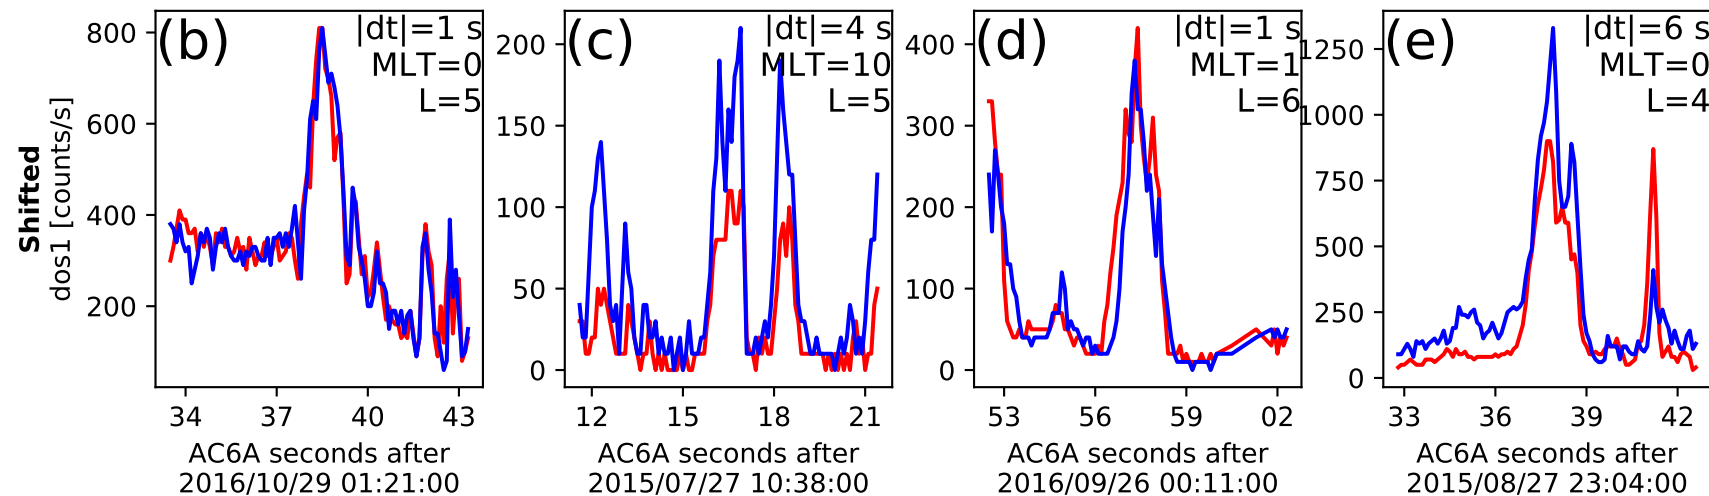 Shifted
dos1 [counts/s]
(b)
|dt|=1 s
MLT=0
L=5
800
600
400
200
34 37 40 43
AC6A seconds after
2016/10/29 01:21:00
(c)
|dt|=4 s
MLT=10
L=5
200
150
100
50
0
12 15 18 21
AC6A seconds after
2015/07/27 10:38:00
(d)
|dt|=1 s
MLT=1
L=6
400
300
200
100
0
53 56 59 02
AC6A seconds after
2016/09/26 00:11:00
(e)
|dt|=6 s
MLT=0
L=4
1250
1000
750
500
250
0
33 36 39 42
AC6A seconds after
2015/08/27 23:04:00